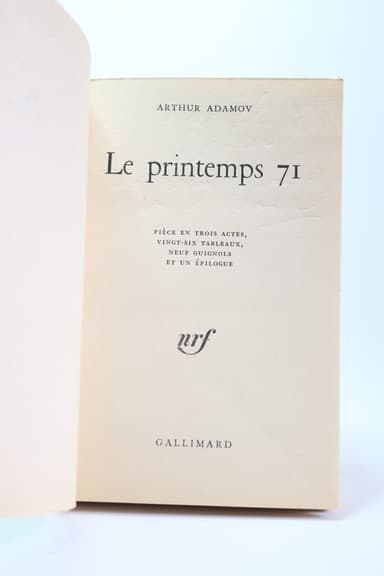 ARTHUR ADAMOV
Le printemps 71
PIÈCE EN TROIS ACTES,
VINGT-SIX TABLEAUX,
NEUF GUIGNOLS
ET UN ÉPILOGUE
nrf
GALLIMARD